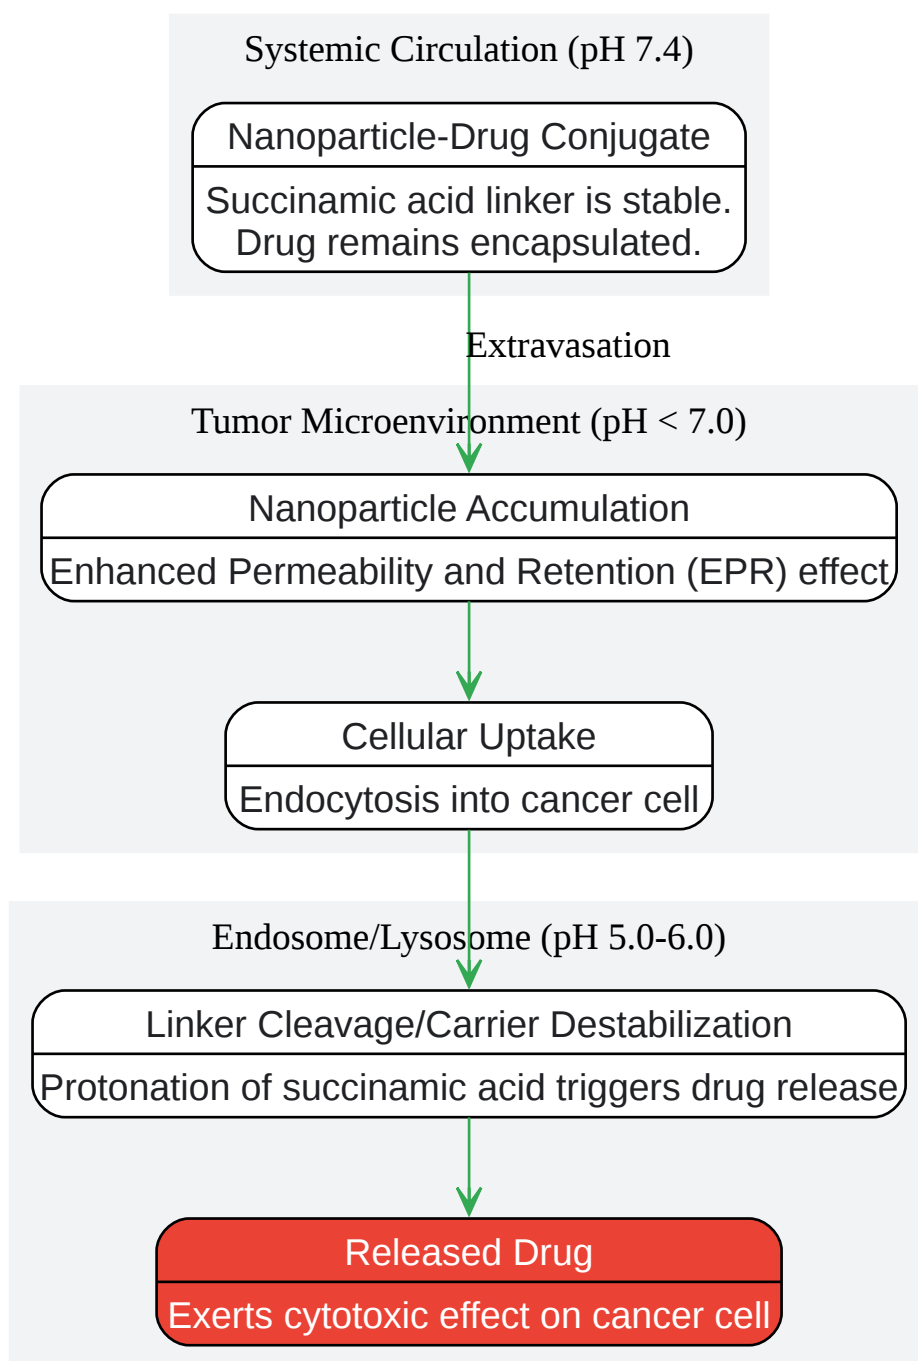 Systemic Circulation (pH 7.4)
Nanoparticle-Drug Conjugate
Succinamic acid linker is stable.
Drug remains encapsulated.
Extravasation
Tumor Microenvironment (pH < 7.0)
Nanoparticle Accumulation
Enhanced Permeability and Retention (EPR) effect
Cellular Uptake
Endocytosis into cancer cell
Endosome/Lysosome (pH 5.0-6.0)
Linker Cleavage/Carrier Destabilization
Protonation of succinamic acid triggers drug release
Released Drug
Exerts cytotoxic effect on cancer cell